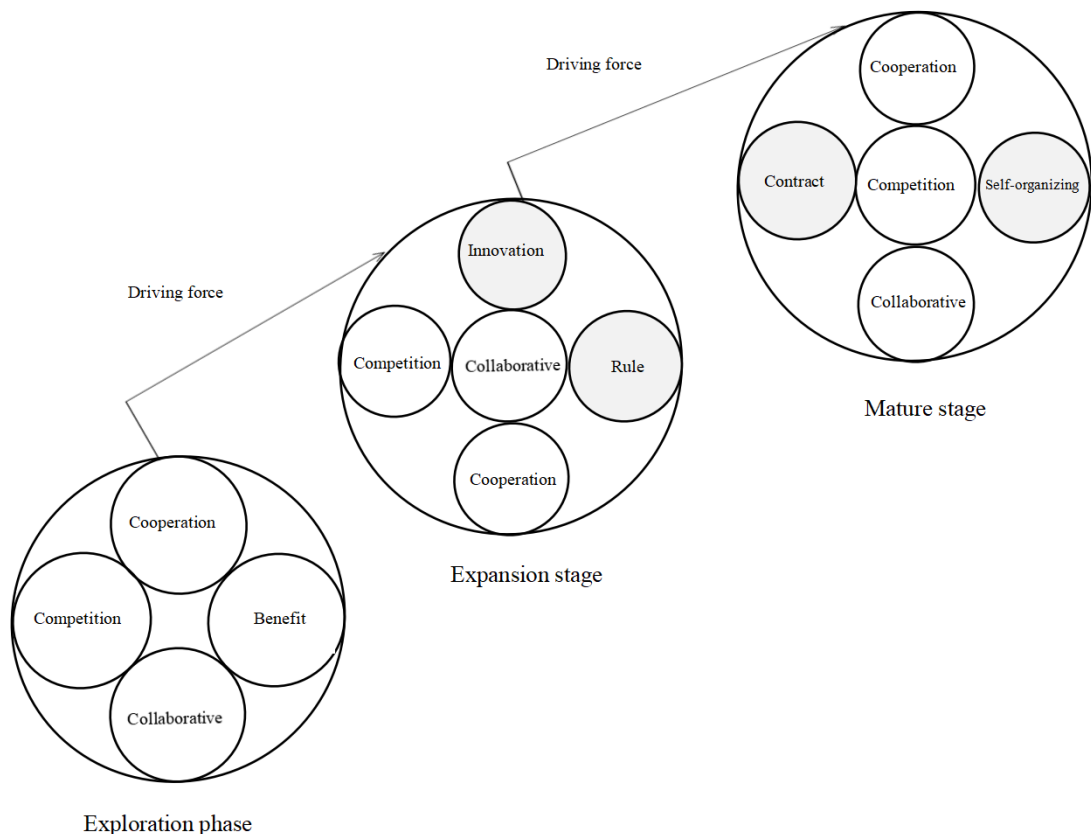 Driving force
Cooperation
Contract
Competition
Self-organizing
Collaborative
Mature stage
Driving force
Innovation
Competition
Collaborative
Rule
Cooperation
Expansion stage
Cooperation
Competition
Benefit
Collaborative
Exploration phase